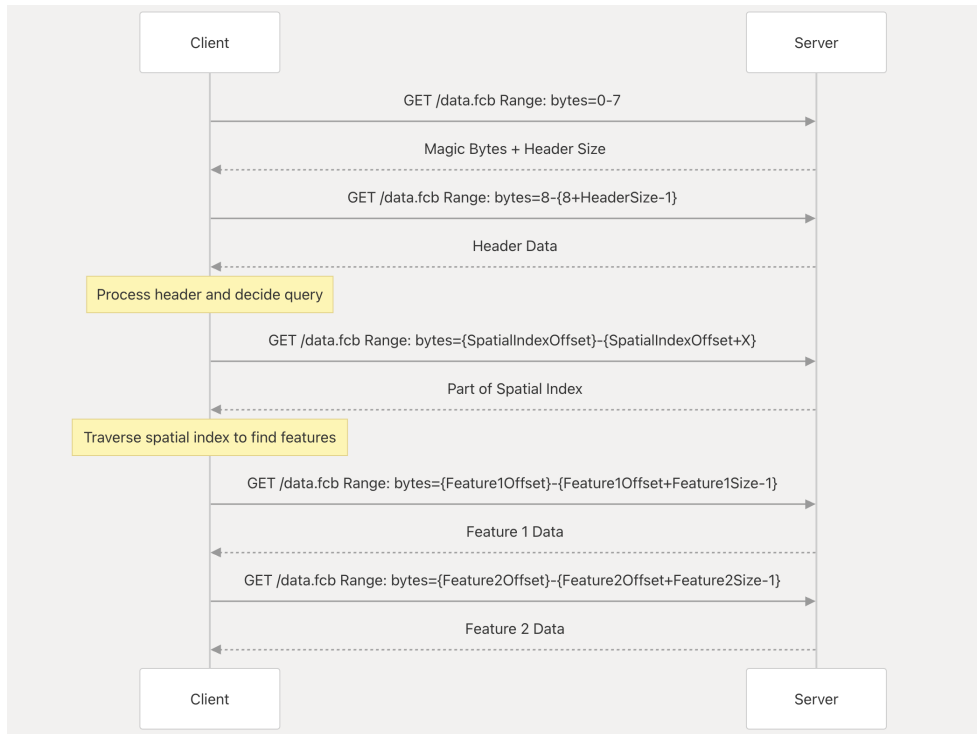 Client
Server
GET /data.fcb Range: bytes=0-7
Magic Bytes + Header Size
GET /data.fcb Range: bytes=8-{8+HeaderSize-1}
Header Data
Process header and decide query
GET /data.fcb Range: bytes={SpatialIndexOffset}-{SpatialIndexOffset+X}
Part of Spatial Index
Traverse spatial index to find features
GET /data.fcb Range: bytes={Feature1Offset}-{Feature1Offset+Feature1Size-1}
Feature 1 Data
GET /data.fcb Range: bytes={Feature2Offset}-{Feature2Offset+Feature2Size-1}
Feature 2 Data
Client
Server